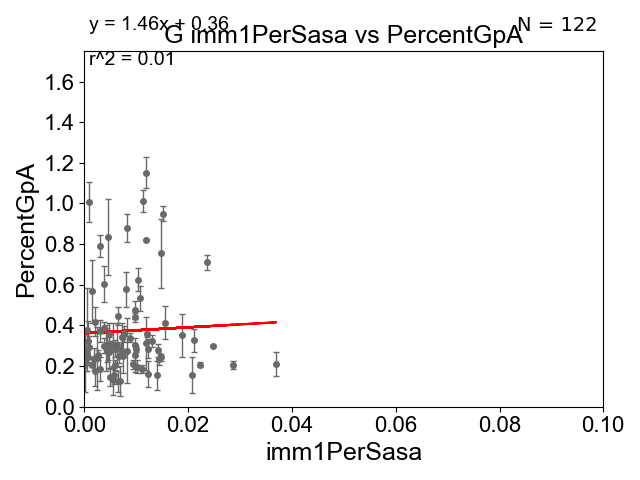 y = 1.46x + 0.36
N = 122
G imm1PerSasa vs PercentGpA
r^2 = 0.01
1.6
1.4
1.2
1.0
0.8
0.6
0.4
0.2
0.0
PercentGpA
0.00 0.02 0.04 0.06 0.08 0.10
imm1PerSasa